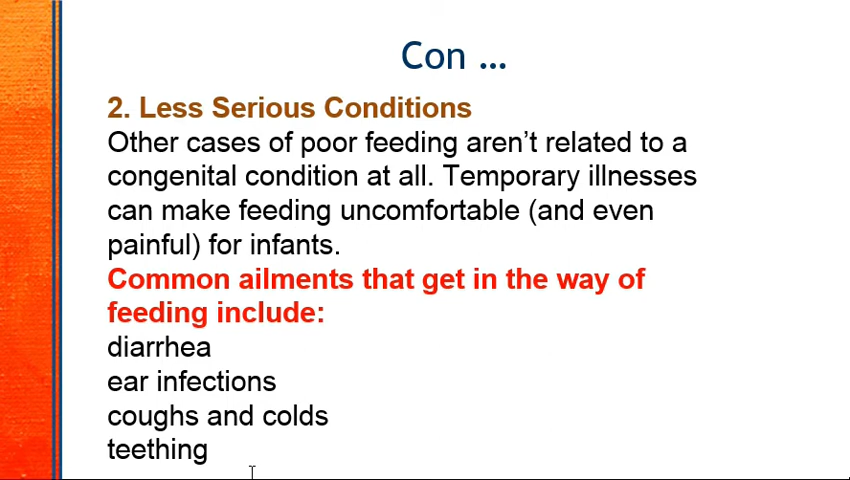 Con …
2. Less Serious Conditions
Other cases of poor feeding aren’t related to a
congenital condition at all. Temporary illnesses
can make feeding uncomfortable (and even
painful) for infants.
Common ailments that get in the way of
feeding include:
diarrhea
ear infections
coughs and colds
teething